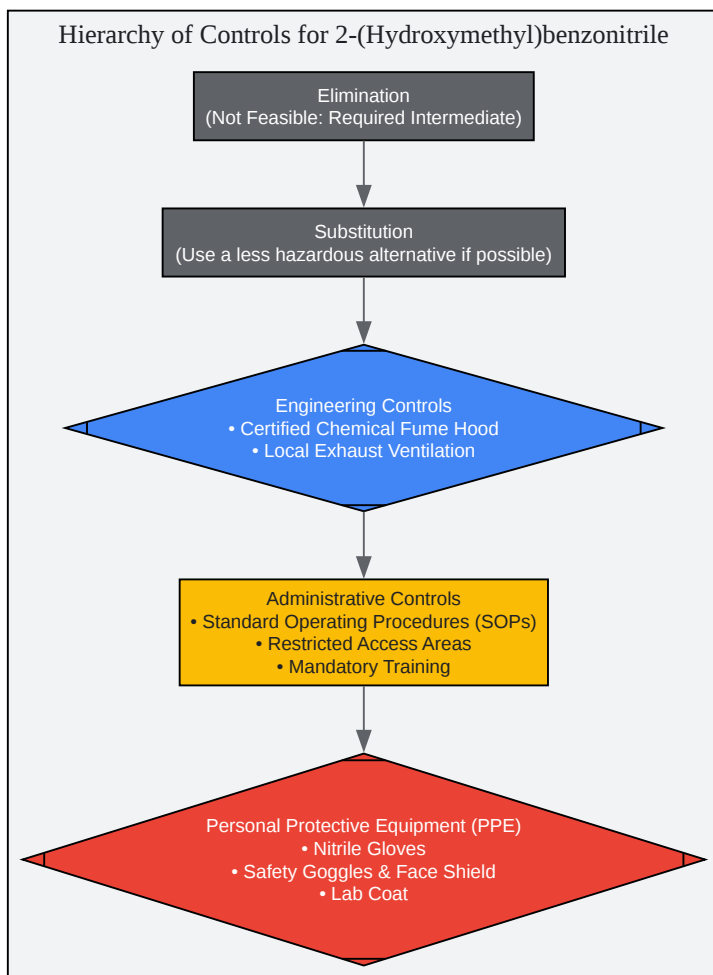 Hierarchy of Controls for 2-(Hydroxymethyl)benzonitrile
Elimination
(Not Feasible: Required Intermediate)
Substitution
(Use a less hazardous alternative if possible)
Engineering Controls
• Certified Chemical Fume Hood
• Local Exhaust Ventilation
Administrative Controls
• Standard Operating Procedures (SOPs)
• Restricted Access Areas
• Mandatory Training
Personal Protective Equipment (PPE)
• Nitrile Gloves
• Safety Goggles & Face Shield
• Lab Coat